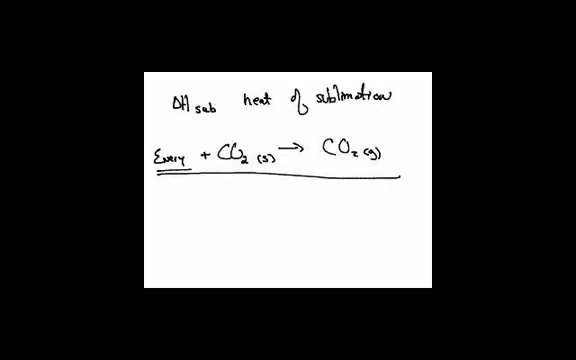 ΔH sub heat of sublimation
Energy + CO₂ (s) → CO₂ (g)